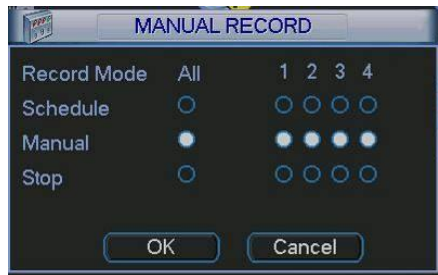 MANUAL RECORD
Record Mode All 1 2 3 4
Schedule
Manual
Stop
OK Cancel